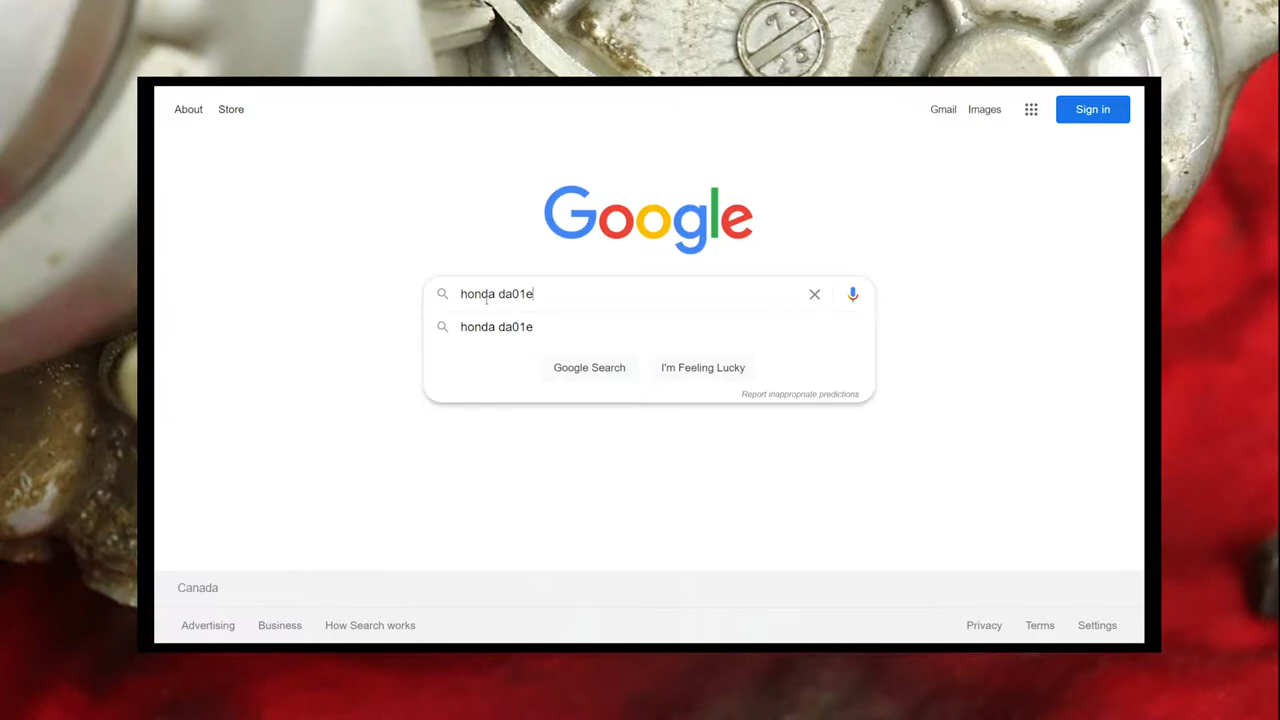 About Store
Gmail Images Sign in
Google
honda da01e
honda da01e
Google Search I'm Feeling Lucky
Report inappropriate predictions
Canada
Advertising Business How Search works
Privacy Terms Settings